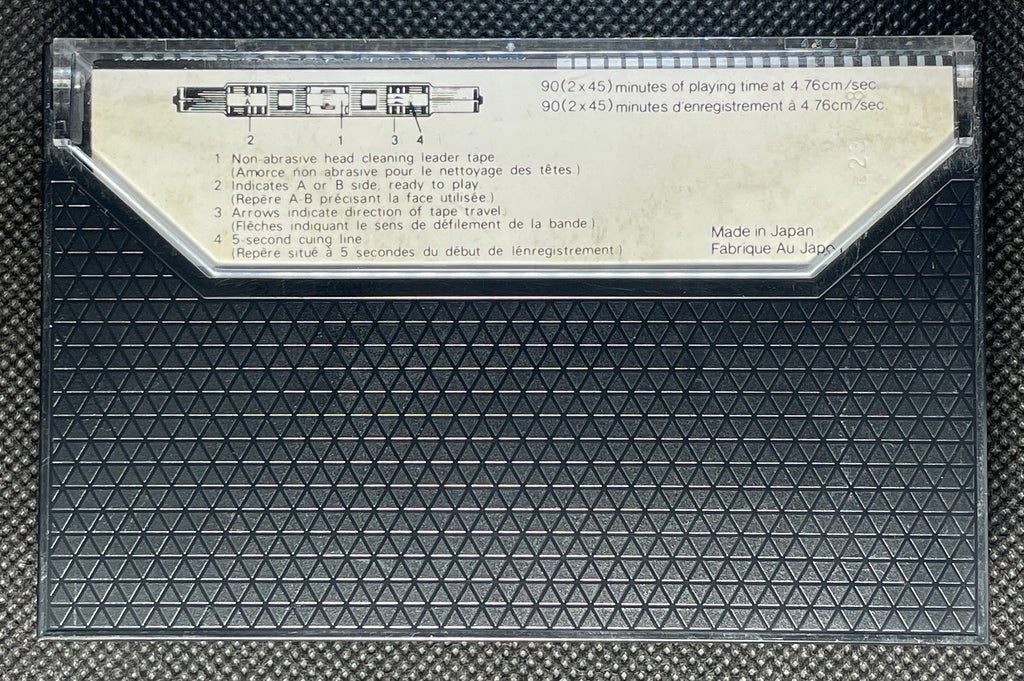 90(2x45)minutes of playing time at 4.76cm/sec
90(2x45)minutes d'enregistrement à 4.76cm/sec
A
2 1 3 4
1 Non-abrasive head cleaning leader tape
(Amorce non abrasive pour le nettoyage des têtes.)
2 Indicates A or B side, ready to play.
(Repère A-B précisant la face utilisée.)
3 Arrows indicate direction of tape travel.
(Flèches indiquant le sens de défilement de la bande.)
4 5-second cuing line
(Repère situé à 5 secondes du début de lénregistrement.)
Made in Japan
Fabrique Au Japo